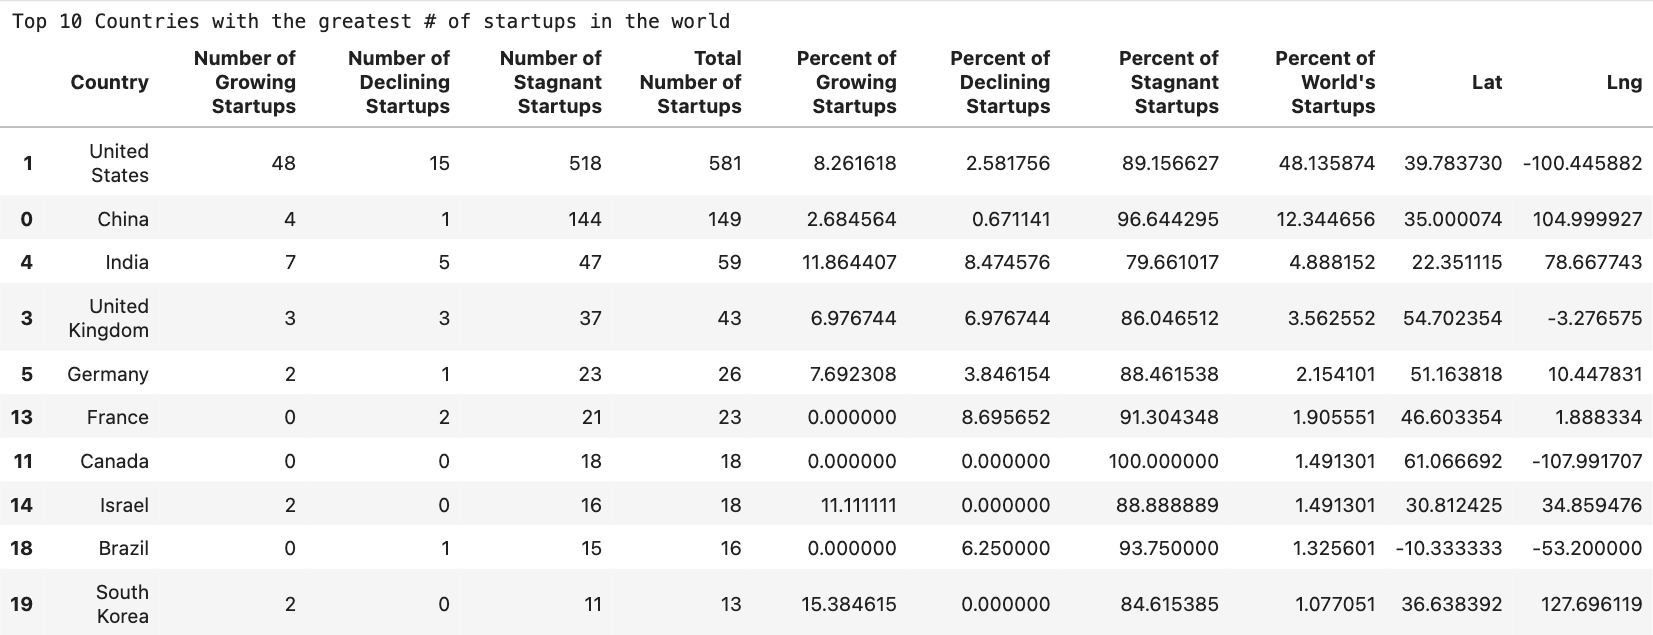 Top 10 Countries with the greatest # of startups in the world
Country Number of Growing Startups Number of Declining Startups Number of Stagnant Startups Total Number of Startups Percent of Growing Startups Percent of Declining Startups Percent of Stagnant Startups Percent of World's Startups Lat Lng
1 United States 48 15 518 581 8.261618 2.581756 89.156627 48.135874 39.783730 -100.445882
0 China 4 1 144 149 2.684564 0.671141 96.644295 12.344656 35.000074 104.999927
4 India 7 5 47 59 11.864407 8.474576 79.661017 4.888152 22.351115 78.667743
3 United Kingdom 3 3 37 43 6.976744 6.976744 86.046512 3.562552 54.702354 -3.276575
5 Germany 2 1 23 26 7.692308 3.846154 88.461538 2.154101 51.163818 10.447831
13 France 0 2 21 23 0.000000 8.695652 91.304348 1.905551 46.603354 1.888334
11 Canada 0 0 18 18 0.000000 0.000000 100.000000 1.491301 61.066692 -107.991707
14 Israel 2 0 16 18 11.111111 0.000000 88.888889 1.491301 30.812425 34.859476
18 Brazil 0 1 15 16 0.000000 6.250000 93.750000 1.325601 -10.333333 -53.200000
19 South Korea 2 0 11 13 15.384615 0.000000 84.615385 1.077051 36.638392 127.696119